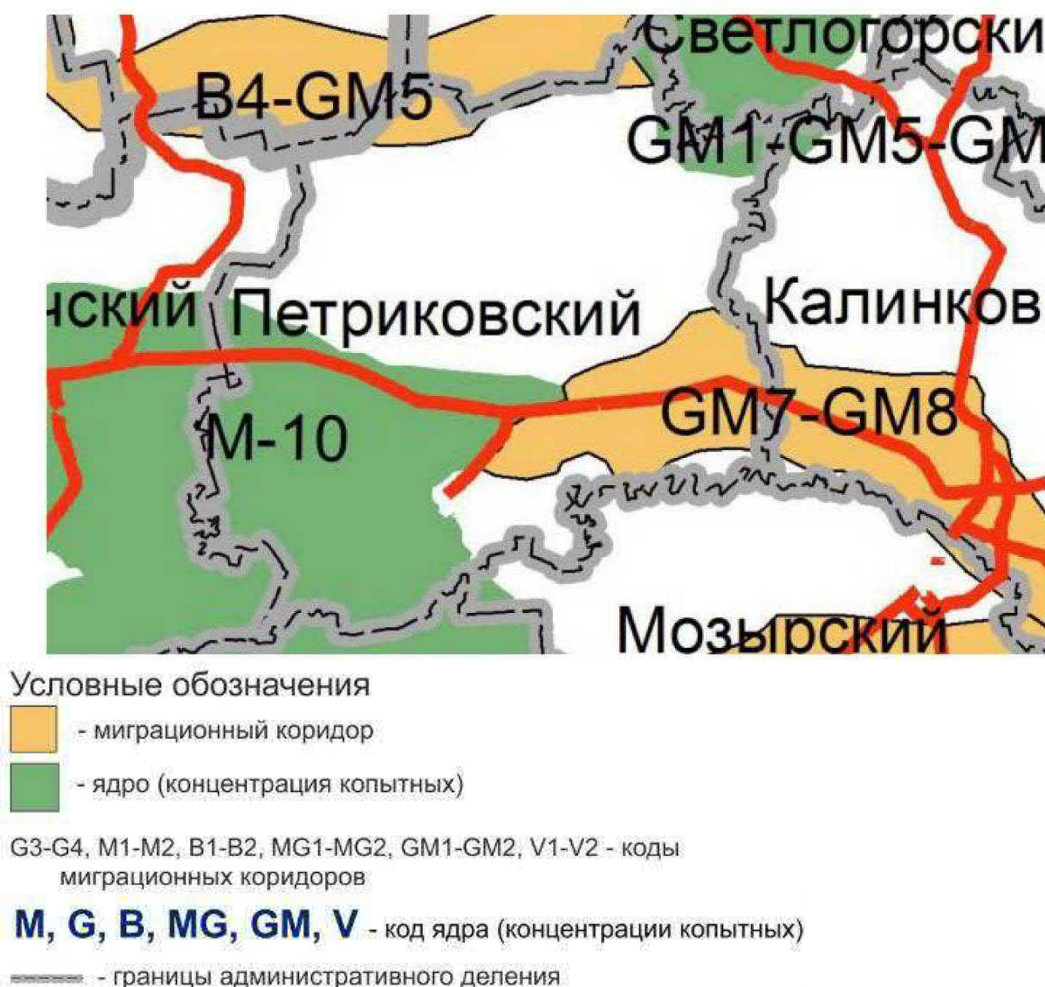 Светлогорски
B4-GM5
GM1-GM5-GM
нский
Петриковский
Калинков
GM7-GM8
M-10
Мозырский
Условные обозначения
- миграционный коридор
- ядро (концентрация копытных)
G3-G4, M1-M2, B1-B2, MG1-MG2, GM1-GM2, V1-V2 - коды
миграционных коридоров
M, G, B, MG, GM, V - код ядра (концентрации копытных)
- границы административного деления